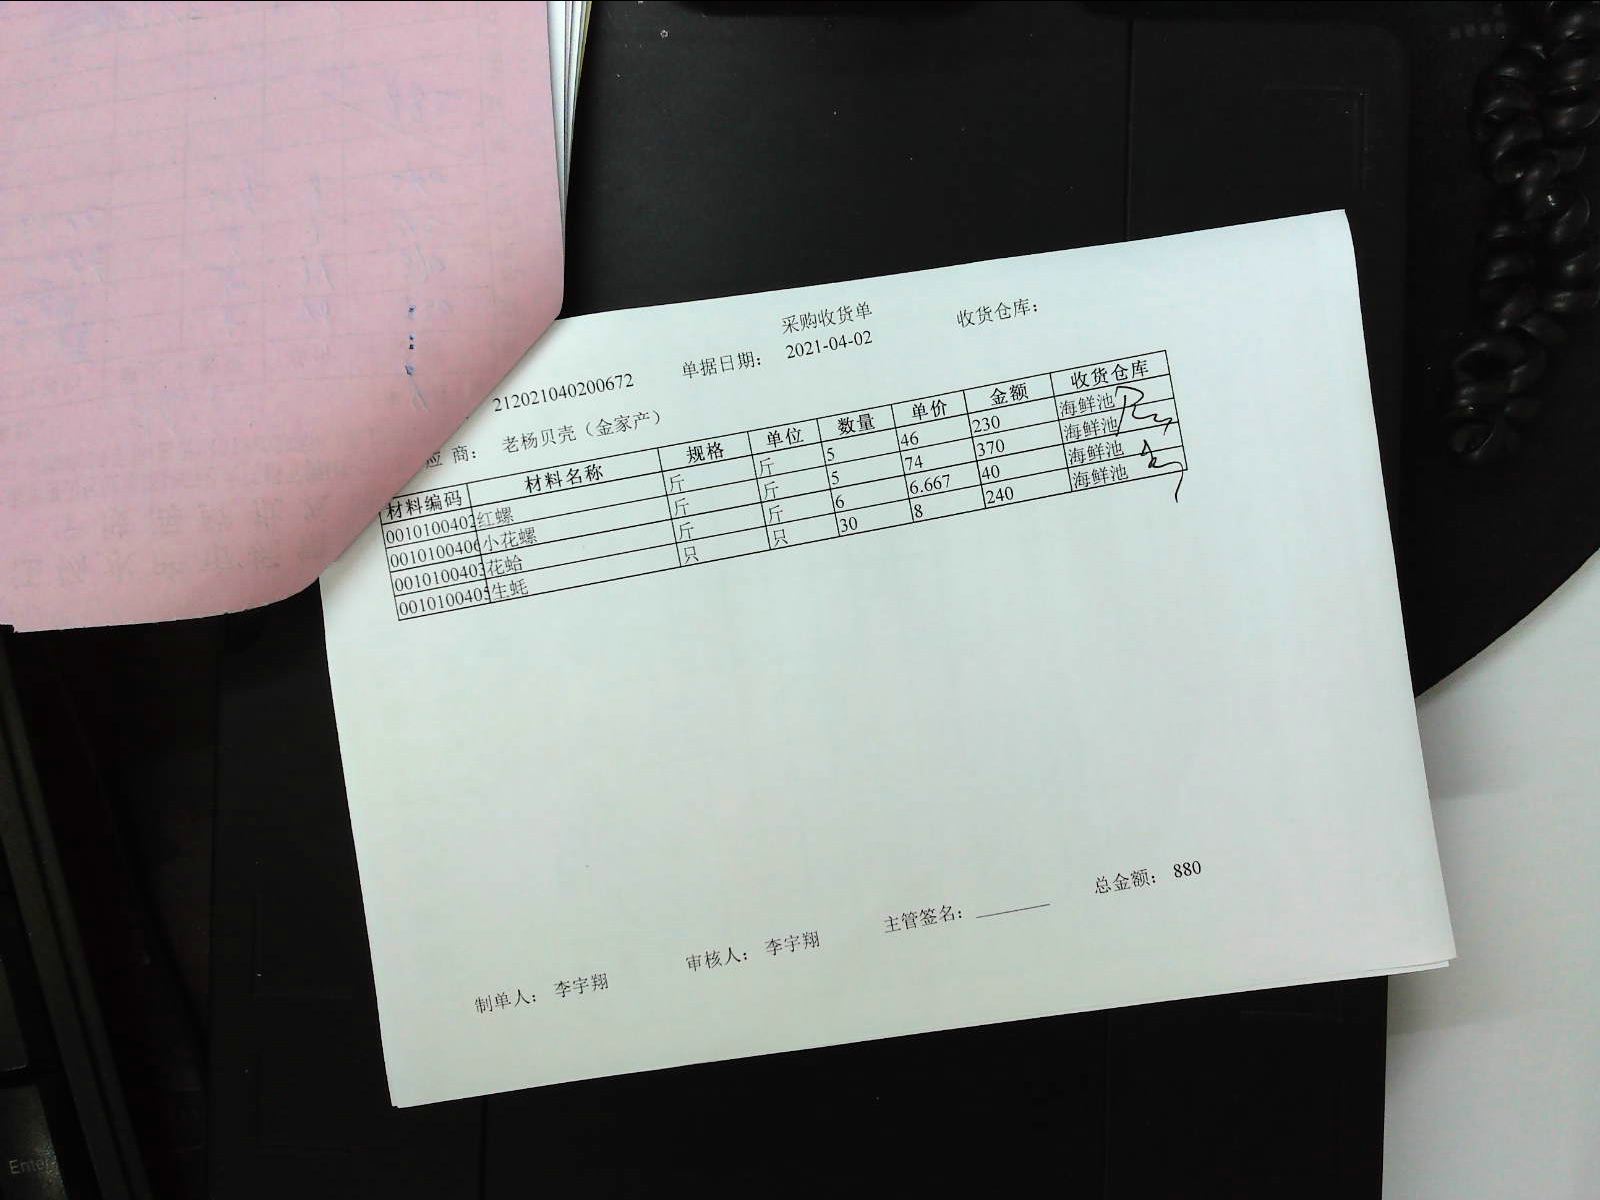 采购收货单
收货仓库：
212021040200672 单据日期： 2021-04-02
应 商： 老杨贝壳（金家产）
材料编码 材料名称 规格 单位 数量 单价 金额 收货仓库
0010100402 红螺 斤 斤 5 46 230 海鲜池
0010100406 小花螺 斤 斤 5 74 370 海鲜池
0010100403 花蛤 斤 斤 6 6.667 40 海鲜池
0010100405 生蚝 只 只 30 8 240 海鲜池
总金额： 880
制单人： 李宇翔 审核人： 李宇翔 主管签名：
Enter